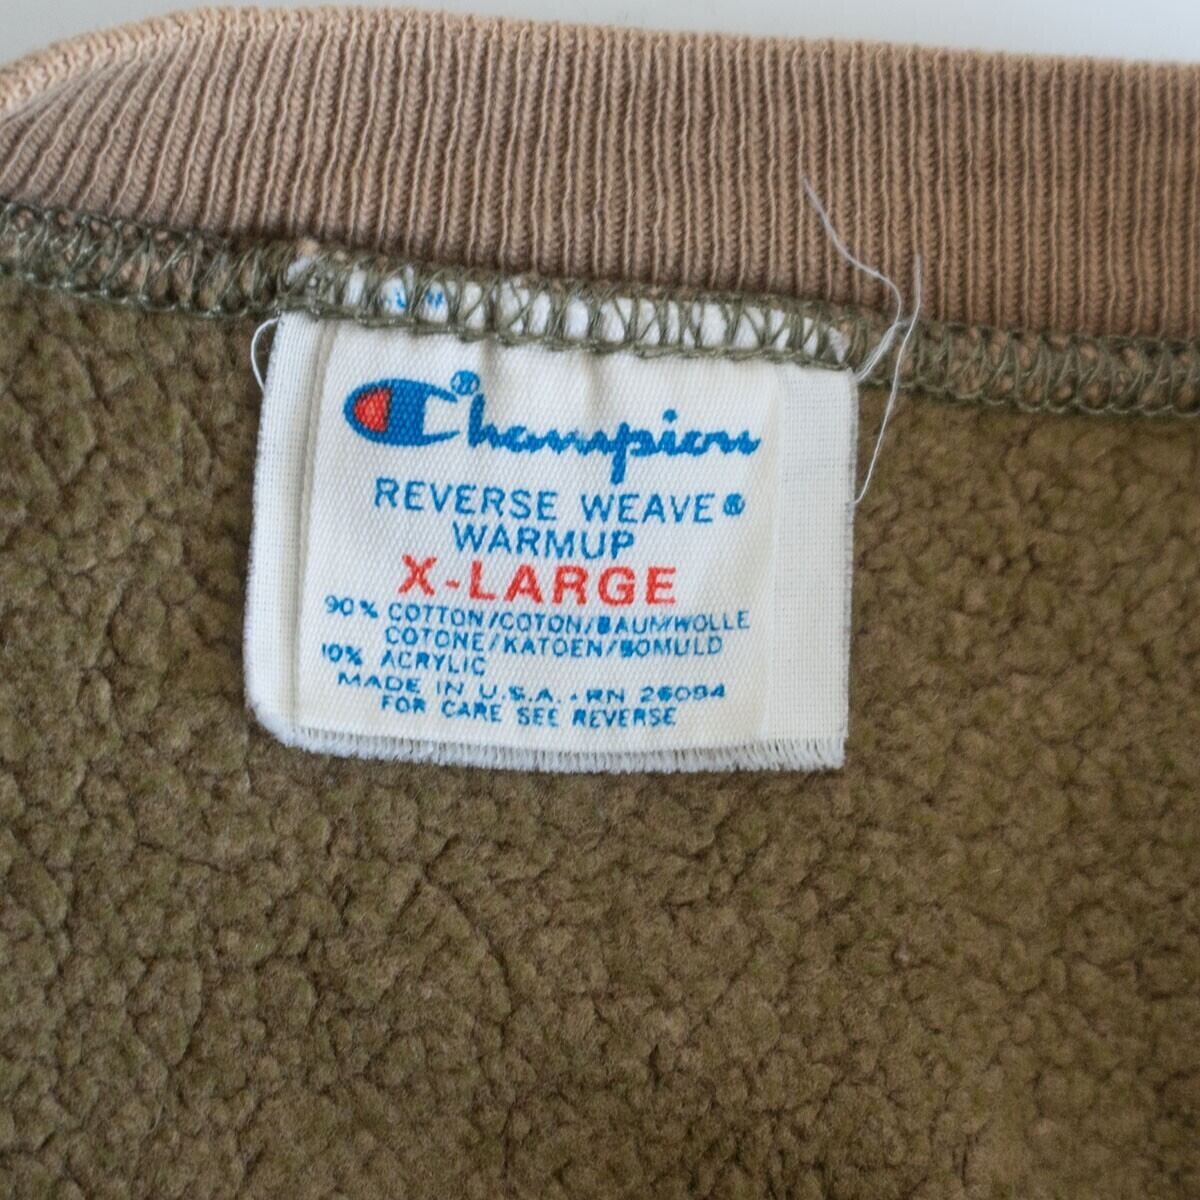 Champion®
REVERSE WEAVE®
WARMUP
X-LARGE
90% COTTON/COTON/BAUMWOLLE
COTONE/KATOEN/BOMULD
10% ACRYLIC
MADE IN U.S.A. · RN 26094
FOR CARE SEE REVERSE